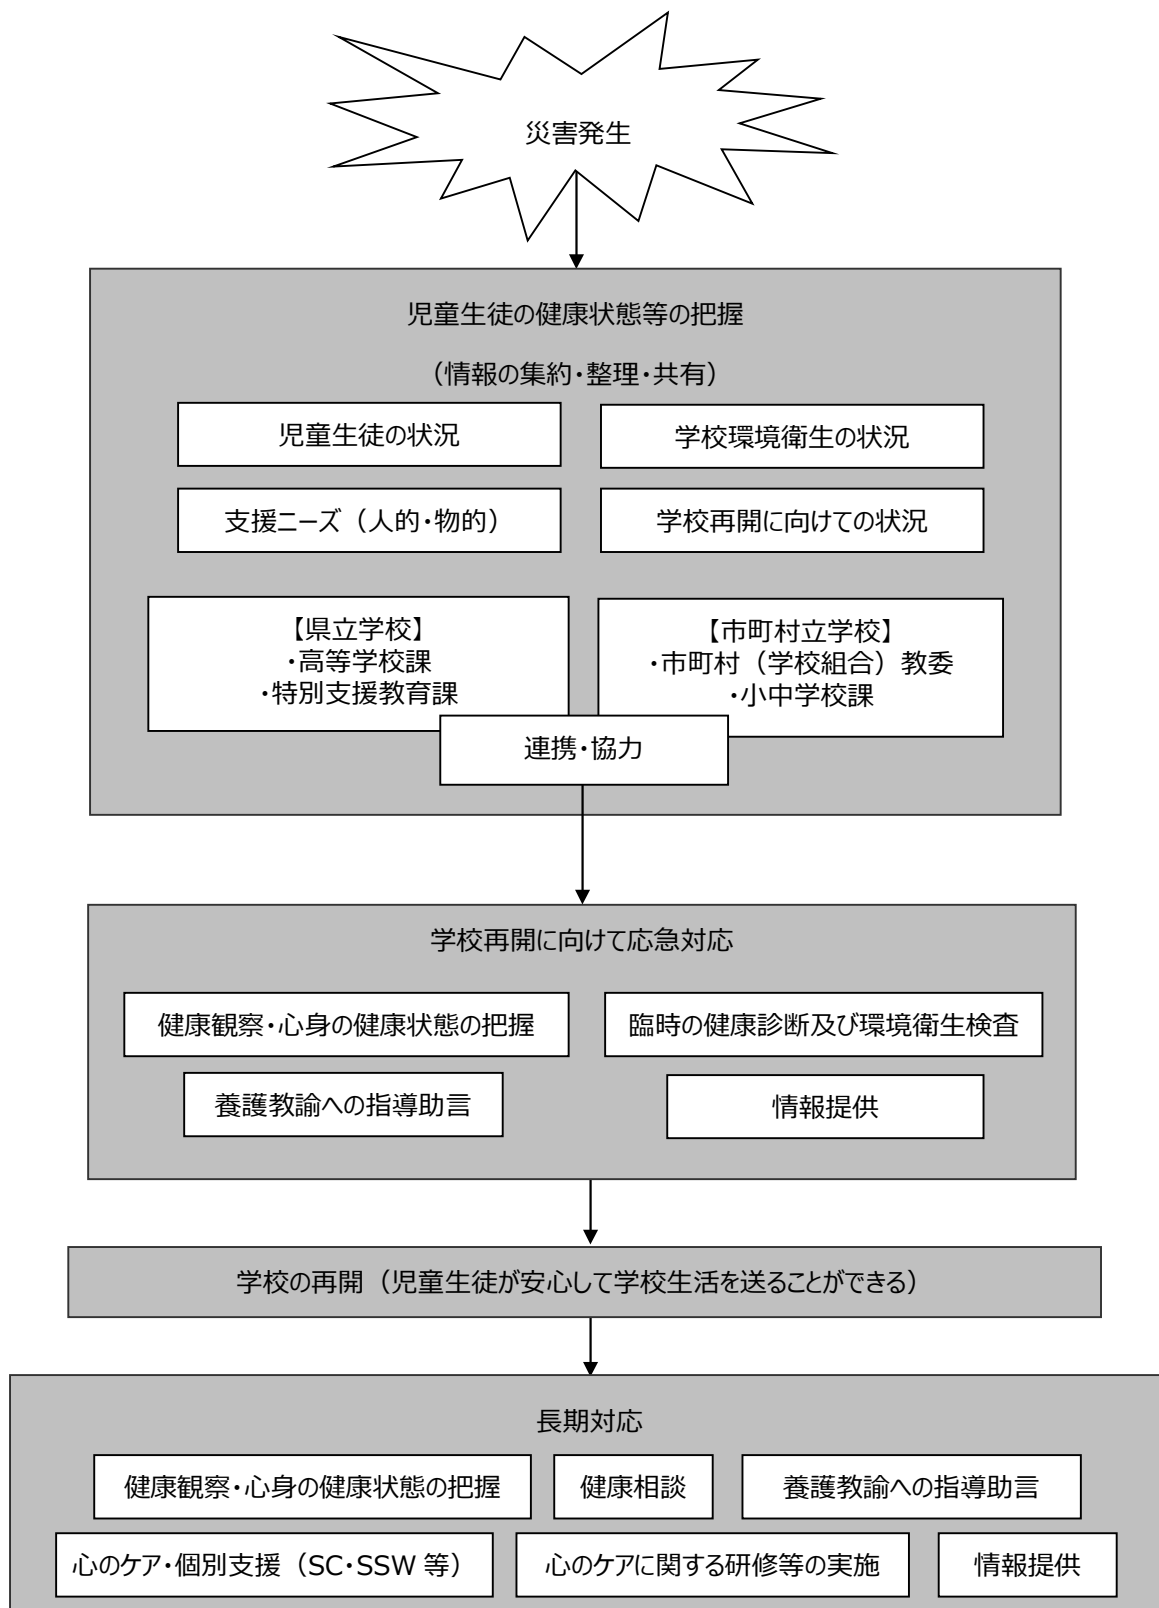 災害発生
児童生徒の健康状態等の把握
（情報の集約・整理・共有）
児童生徒の状況
学校環境衛生の状況
支援ニーズ（人的・物的）
学校再開に向けての状況
【県立学校】
・高等学校課
・特別支援教育課
【市町村立学校】
・市町村（学校組合）教委
・小中学校課
連携・協力
学校再開に向けて応急対応
健康観察・心身の健康状態の把握
臨時の健康診断及び環境衛生検査
養護教諭への指導助言
情報提供
学校の再開（児童生徒が安心して学校生活を送ることができる）
長期対応
健康観察・心身の健康状態の把握
健康相談
養護教諭への指導助言
心のケア・個別支援（SC・SSW 等）
心のケアに関する研修等の実施
情報提供